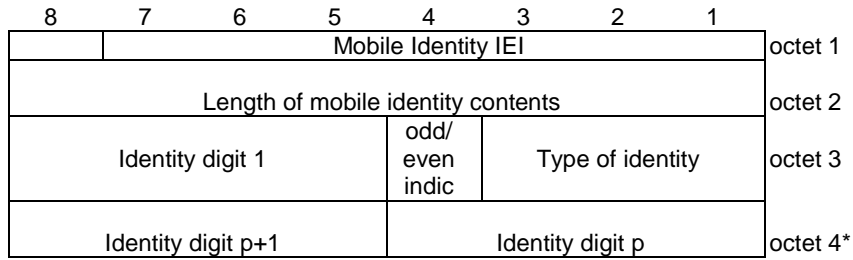 8 7 6 5 4 3 2 1
Mobile Identity IEI octet 1
Length of mobile identity contents octet 2
odd/
Identity digit 1 even Type of identity octet 3
indic
Identity digit p+1 Identity digit p octet 4*